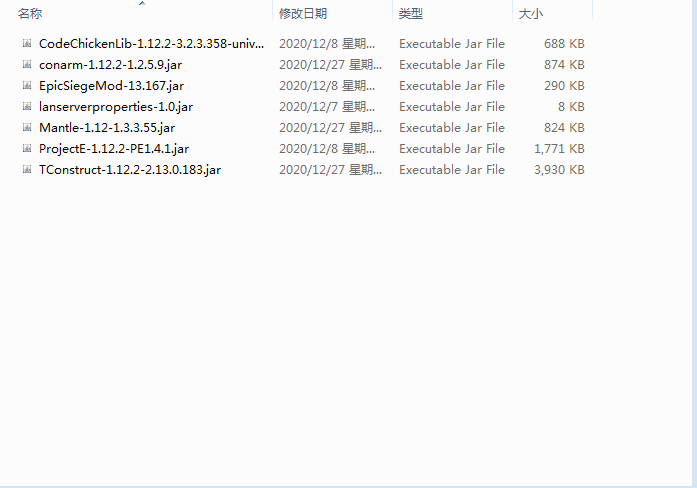 名称 修改日期 类型 大小
CodeChickenLib-1.12.2-3.2.3.358-univ... 2020/12/8 星期... Executable Jar File 688 KB
conarm-1.12.2-1.2.5.9.jar 2020/12/27 星期... Executable Jar File 874 KB
EpicSiegeMod-13.167.jar 2020/12/8 星期... Executable Jar File 290 KB
lanserverproperties-1.0.jar 2020/12/7 星期... Executable Jar File 8 KB
Mantle-1.12-1.3.3.55.jar 2020/12/27 星期... Executable Jar File 824 KB
ProjectE-1.12.2-PE1.4.1.jar 2020/12/8 星期... Executable Jar File 1,771 KB
TConstruct-1.12.2-2.13.0.183.jar 2020/12/27 星期... Executable Jar File 3,930 KB